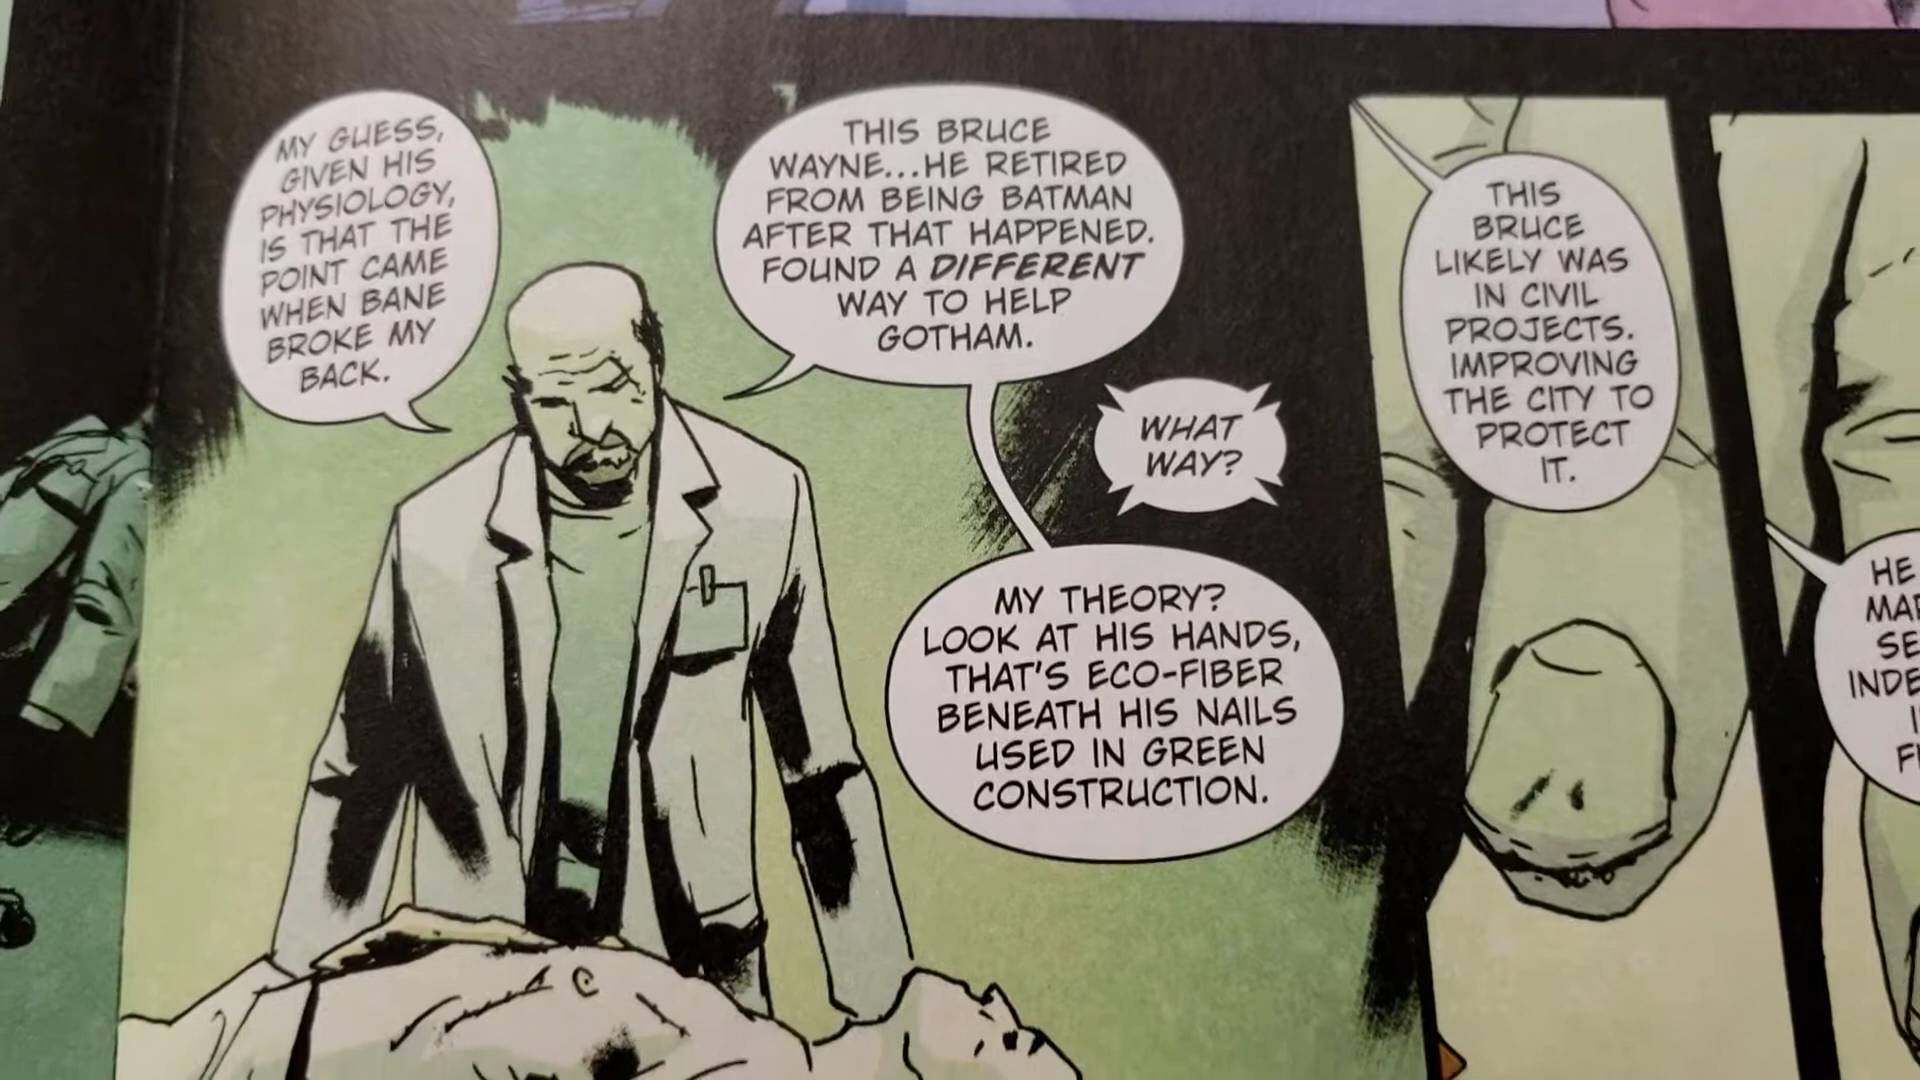 MY GUESS,
GIVEN HIS
PHYSIOLOGY,
IS THAT THE
POINT CAME
WHEN BANE
BROKE MY
BACK.
THIS BRUCE
WAYNE...HE RETIRED
FROM BEING BATMAN
AFTER THAT HAPPENED.
FOUND A DIFFERENT
WAY TO HELP
GOTHAM.
WHAT
WAY?
MY THEORY?
LOOK AT HIS HANDS,
THAT'S ECO-FIBER
BENEATH HIS NAILS
USED IN GREEN
CONSTRUCTION.
THIS
BRUCE
LIKELY WAS
IN CIVIL
PROJECTS.
IMPROVING
THE CITY TO
PROTECT
IT.
HE